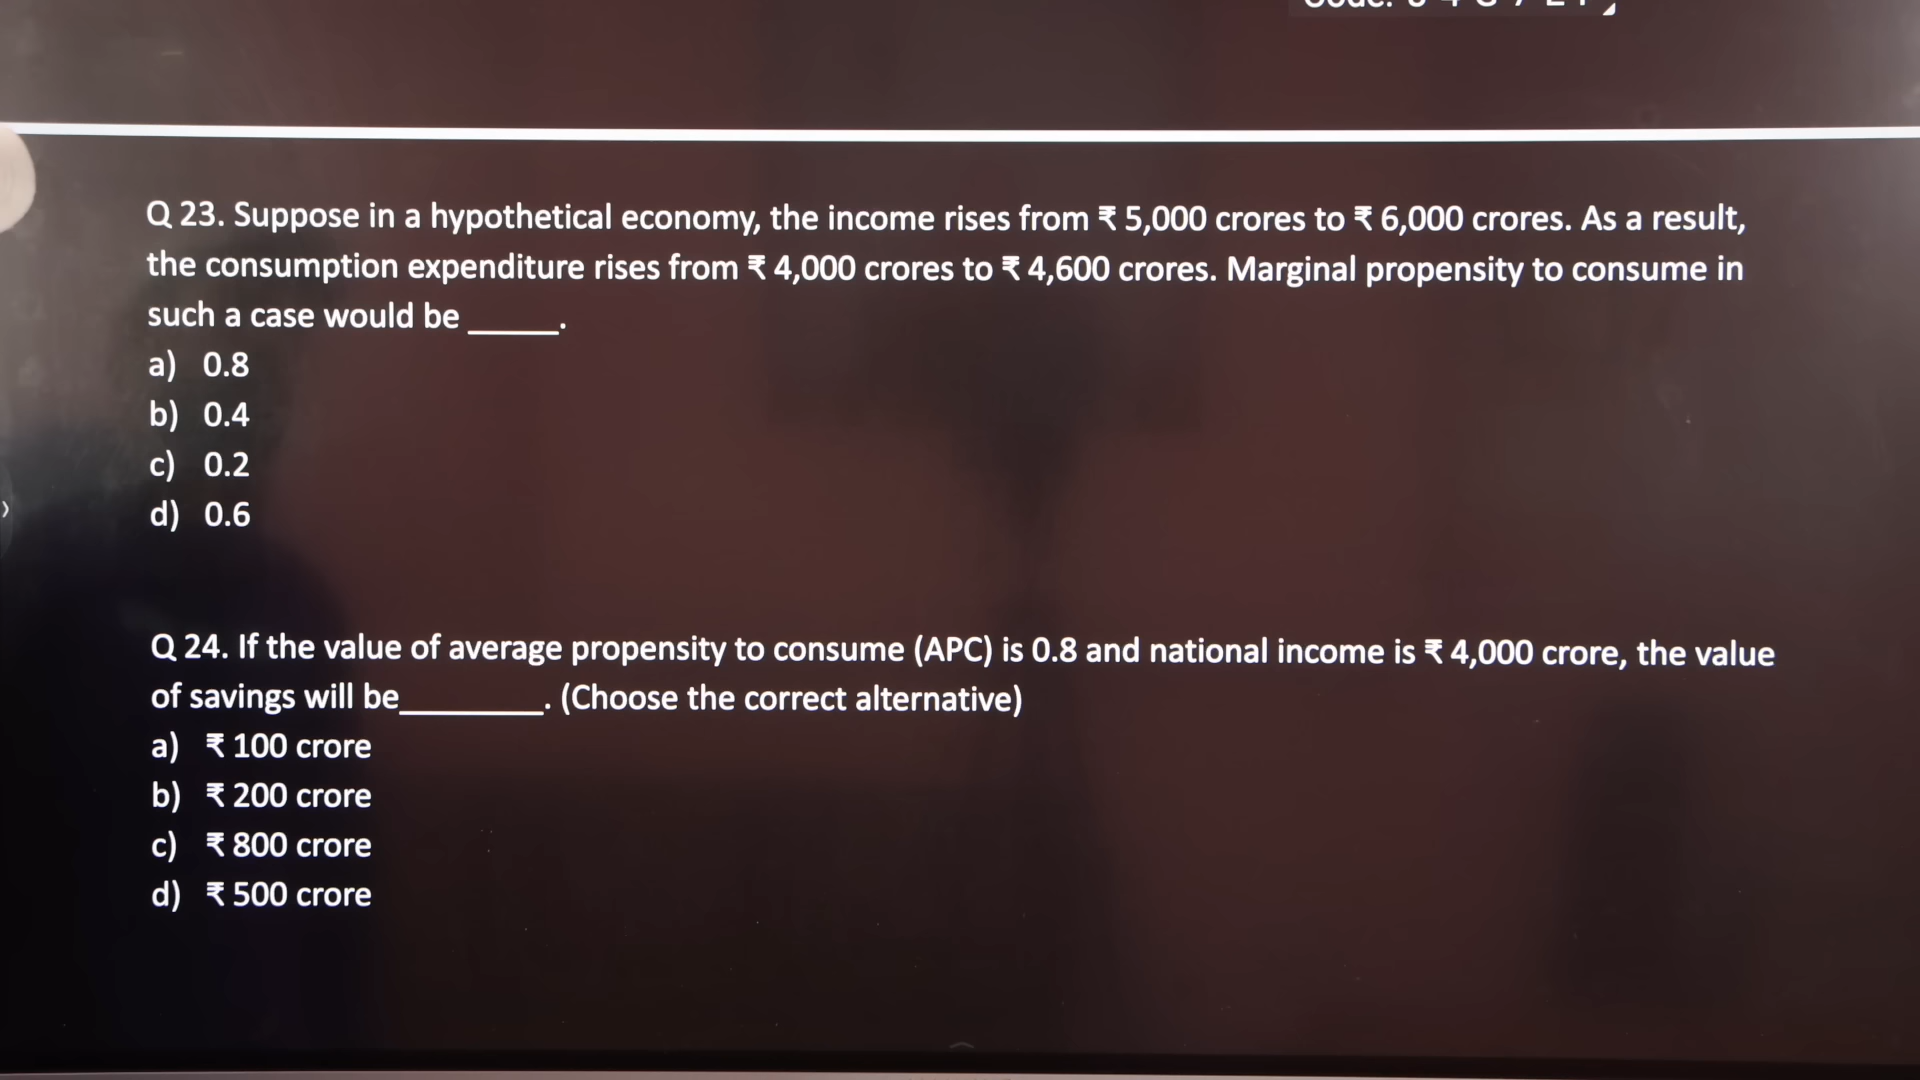 Q 23. Suppose in a hypothetical economy, the income rises from ₹ 5,000 crores to ₹ 6,000 crores. As a result,
the consumption expenditure rises from ₹ 4,000 crores to ₹ 4,600 crores. Marginal propensity to consume in
such a case would be _____.
a) 0.8
b) 0.4
c) 0.2
d) 0.6
Q 24. If the value of average propensity to consume (APC) is 0.8 and national income is ₹ 4,000 crore, the value
of savings will be________. (Choose the correct alternative)
a) ₹ 100 crore
b) ₹ 200 crore
c) ₹ 800 crore
d) ₹ 500 crore